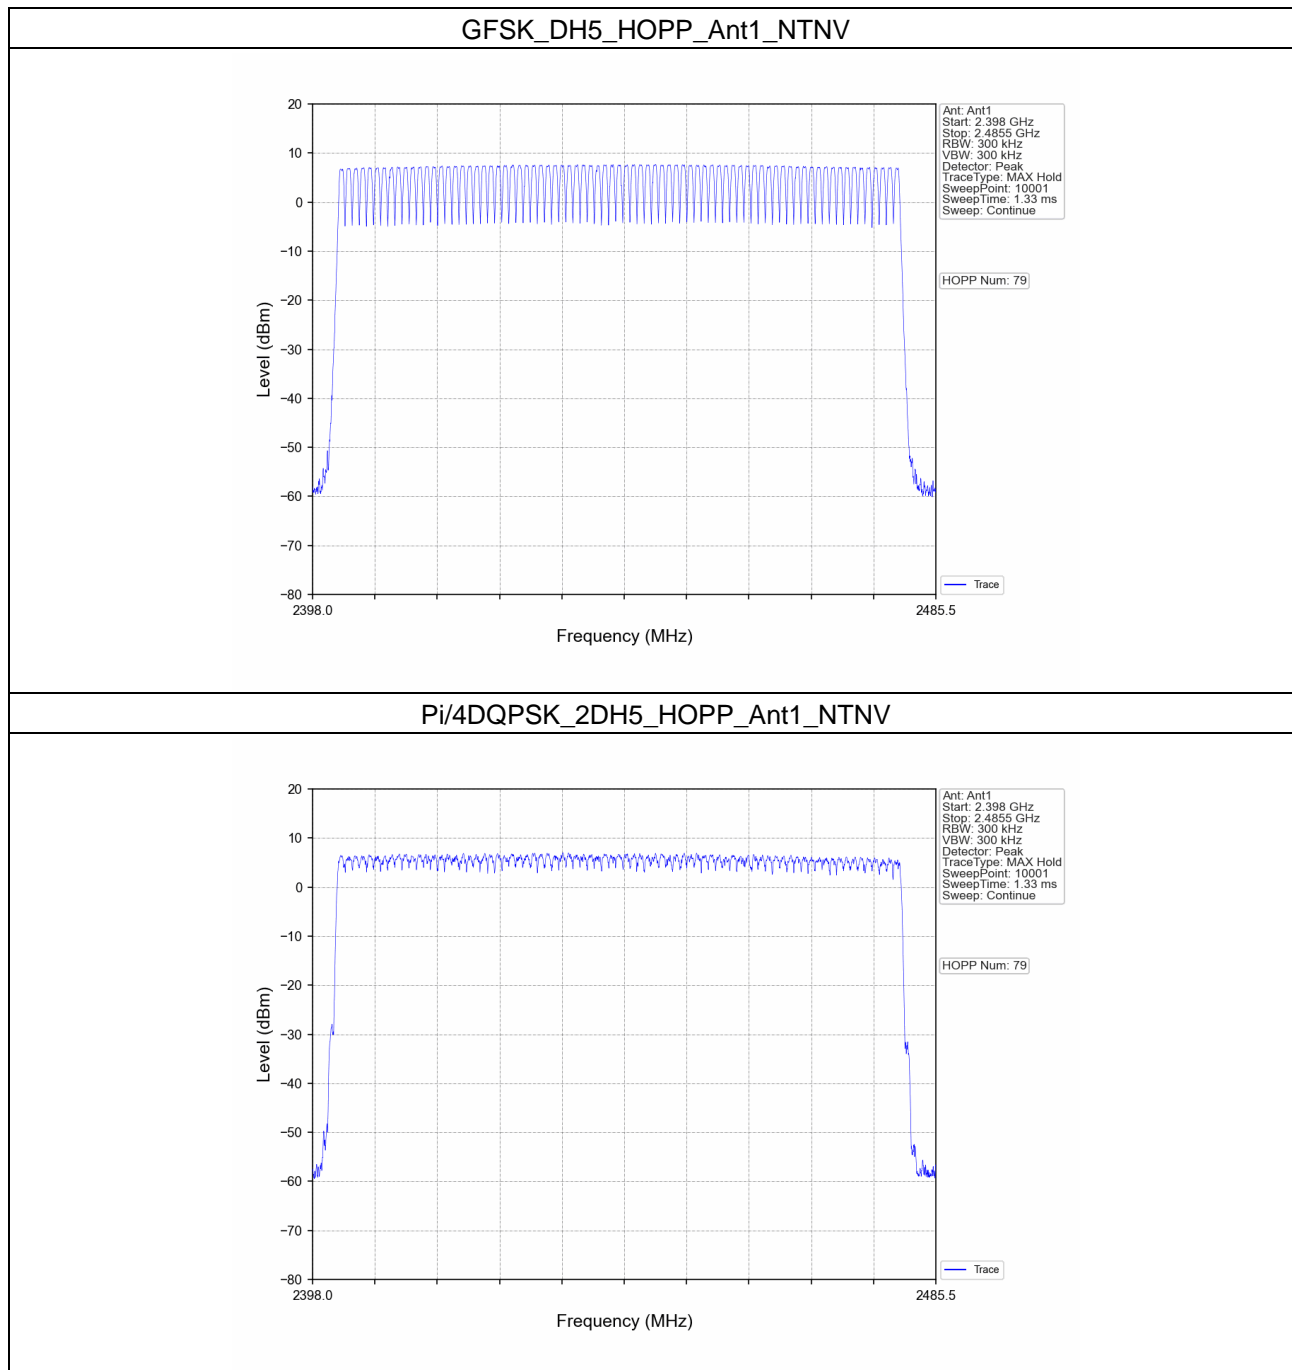 GFSK_DH5_HOPP_Ant1_NTNV
20
10
0
−10
−20
−30
−40
−50
−60
−70
−80
Level (dBm)
2398.0
2485.5
Frequency (MHz)
Ant: Ant1
Start: 2.398 GHz
Stop: 2.4855 GHz
RBW: 300 kHz
VBW: 300 kHz
Detector: Peak
TraceType: MAX Hold
SweepPoint: 10001
SweepTime: 1.33 ms
Sweep: Continue
HOPP Num: 79
Trace
Pi/4DQPSK_2DH5_HOPP_Ant1_NTNV
20
10
0
−10
−20
−30
−40
−50
−60
−70
−80
Level (dBm)
2398.0
2485.5
Frequency (MHz)
Ant: Ant1
Start: 2.398 GHz
Stop: 2.4855 GHz
RBW: 300 kHz
VBW: 300 kHz
Detector: Peak
TraceType: MAX Hold
SweepPoint: 10001
SweepTime: 1.33 ms
Sweep: Continue
HOPP Num: 79
Trace